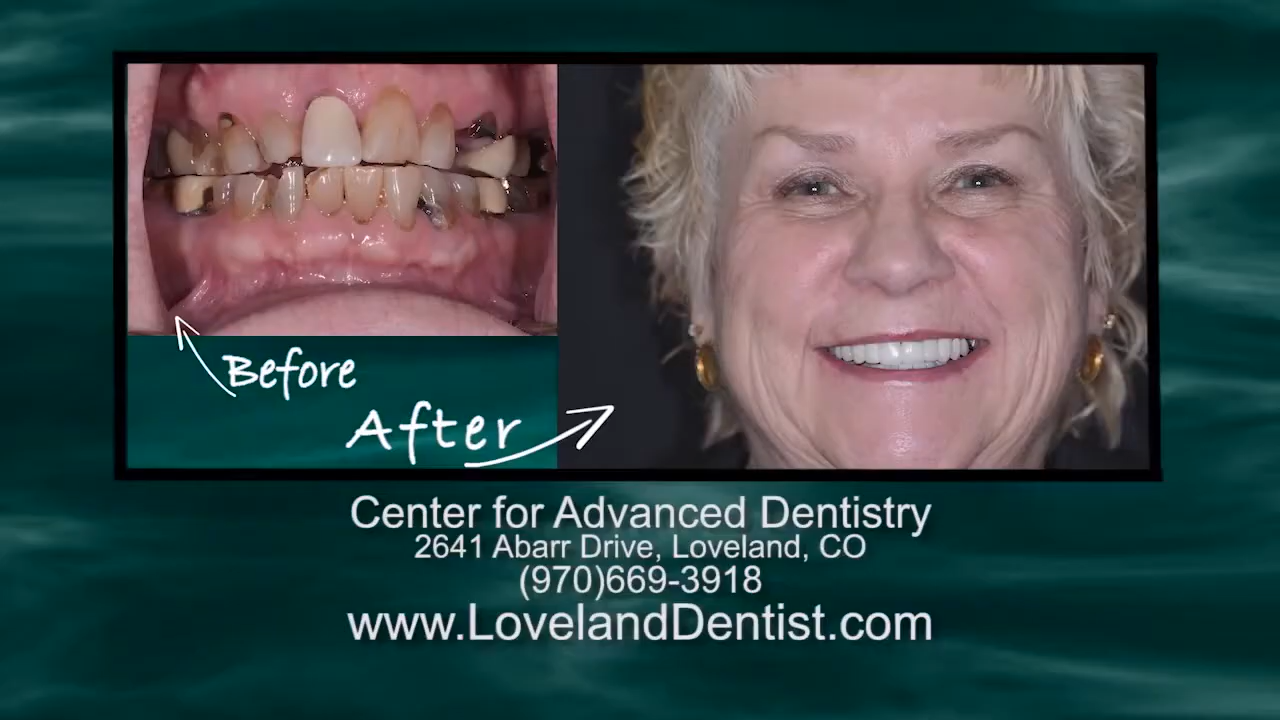 Before
After
Center for Advanced Dentistry
2641 Abarr Drive, Loveland, CO
(970)669-3918
www.LovelandDentist.com